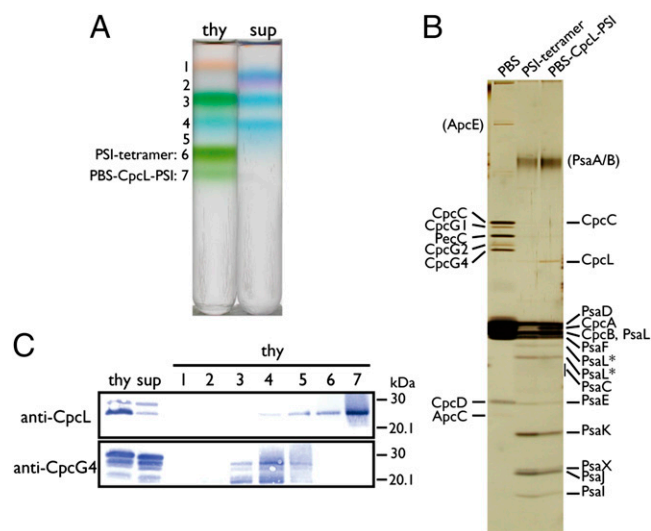 A
thy sup
1
2
3
4
5
PSI-tetramer: 6
PBS-CpcL-PSI: 7
B
PBS
PSI-tetramer
PBS-CpcL-PSI
(ApcE)
(PsaA/B)
CpcC
CpcG1
PecC
CpcG2
CpcG4
CpcC
CpcL
PsaD
CpcA
CpcB, PsaL
PsaF
PsaL*
PsaL*
PsaC
CpcD
PsaE
ApcC
PsaK
PsaX
PsaJ
PsaI
C
thy
thy sup 1 2 3 4 5 6 7 kDa
anti-CpcL
30
20.1
anti-CpcG4
30
20.1